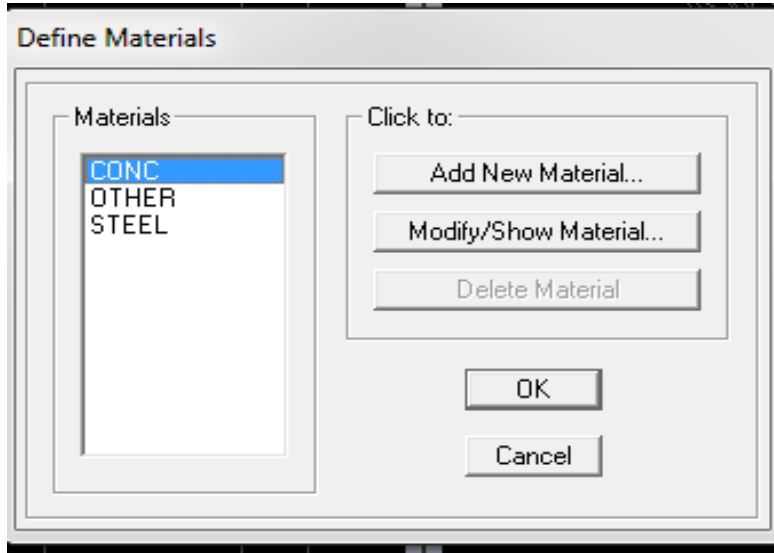 Define Materials
Materials
CONC
OTHER
STEEL
Click to:
Add New Material...
Modify/Show Material...
Delete Material
OK
Cancel